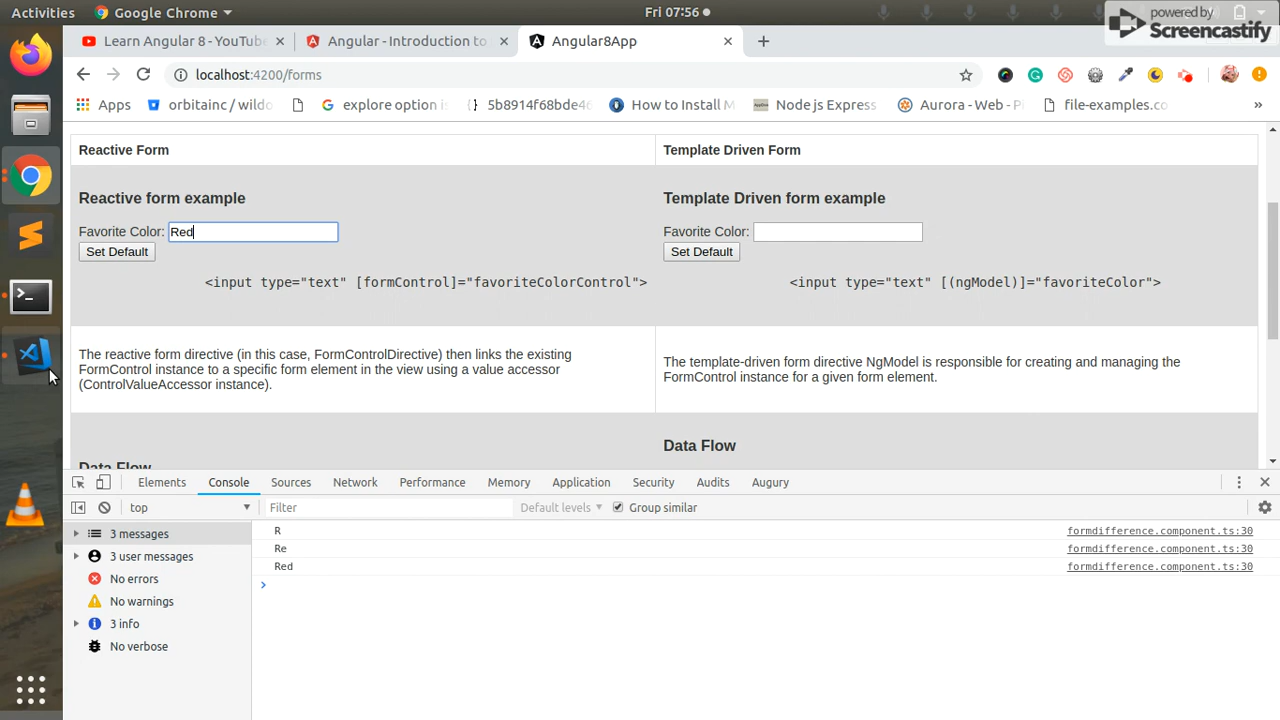 Activities
Google Chrome
Fri 07:56
powered by
Screencastify
Learn Angular 8 - YouTube
Angular - Introduction to
Angular8App
localhost:4200/forms
Apps
orbitainc / wildo
explore option is
5b8914f68bde46
How to Install M
Node js Express
Aurora - Web - P
file-examples.co
»
Reactive Form
Template Driven Form
Reactive form example
Template Driven form example
Favorite Color: Red
Favorite Color:
Set Default
Set Default
<input type="text" [formControl]="favoriteColorControl">
<input type="text" [(ngModel)]="favoriteColor">
The reactive form directive (in this case, FormControlDirective) then links the existing
FormControl instance to a specific form element in the view using a value accessor
(ControlValueAccessor instance).
The template-driven form directive NgModel is responsible for creating and managing the
FormControl instance for a given form element.
Data Flow
Data Flow
Elements
Console
Sources
Network
Performance
Memory
Application
Security
Audits
Augury
top
Filter
Default levels
Group similar
3 messages
3 user messages
No errors
No warnings
3 info
No verbose
R formdifference.component.ts:30
Re formdifference.component.ts:30
Red formdifference.component.ts:30